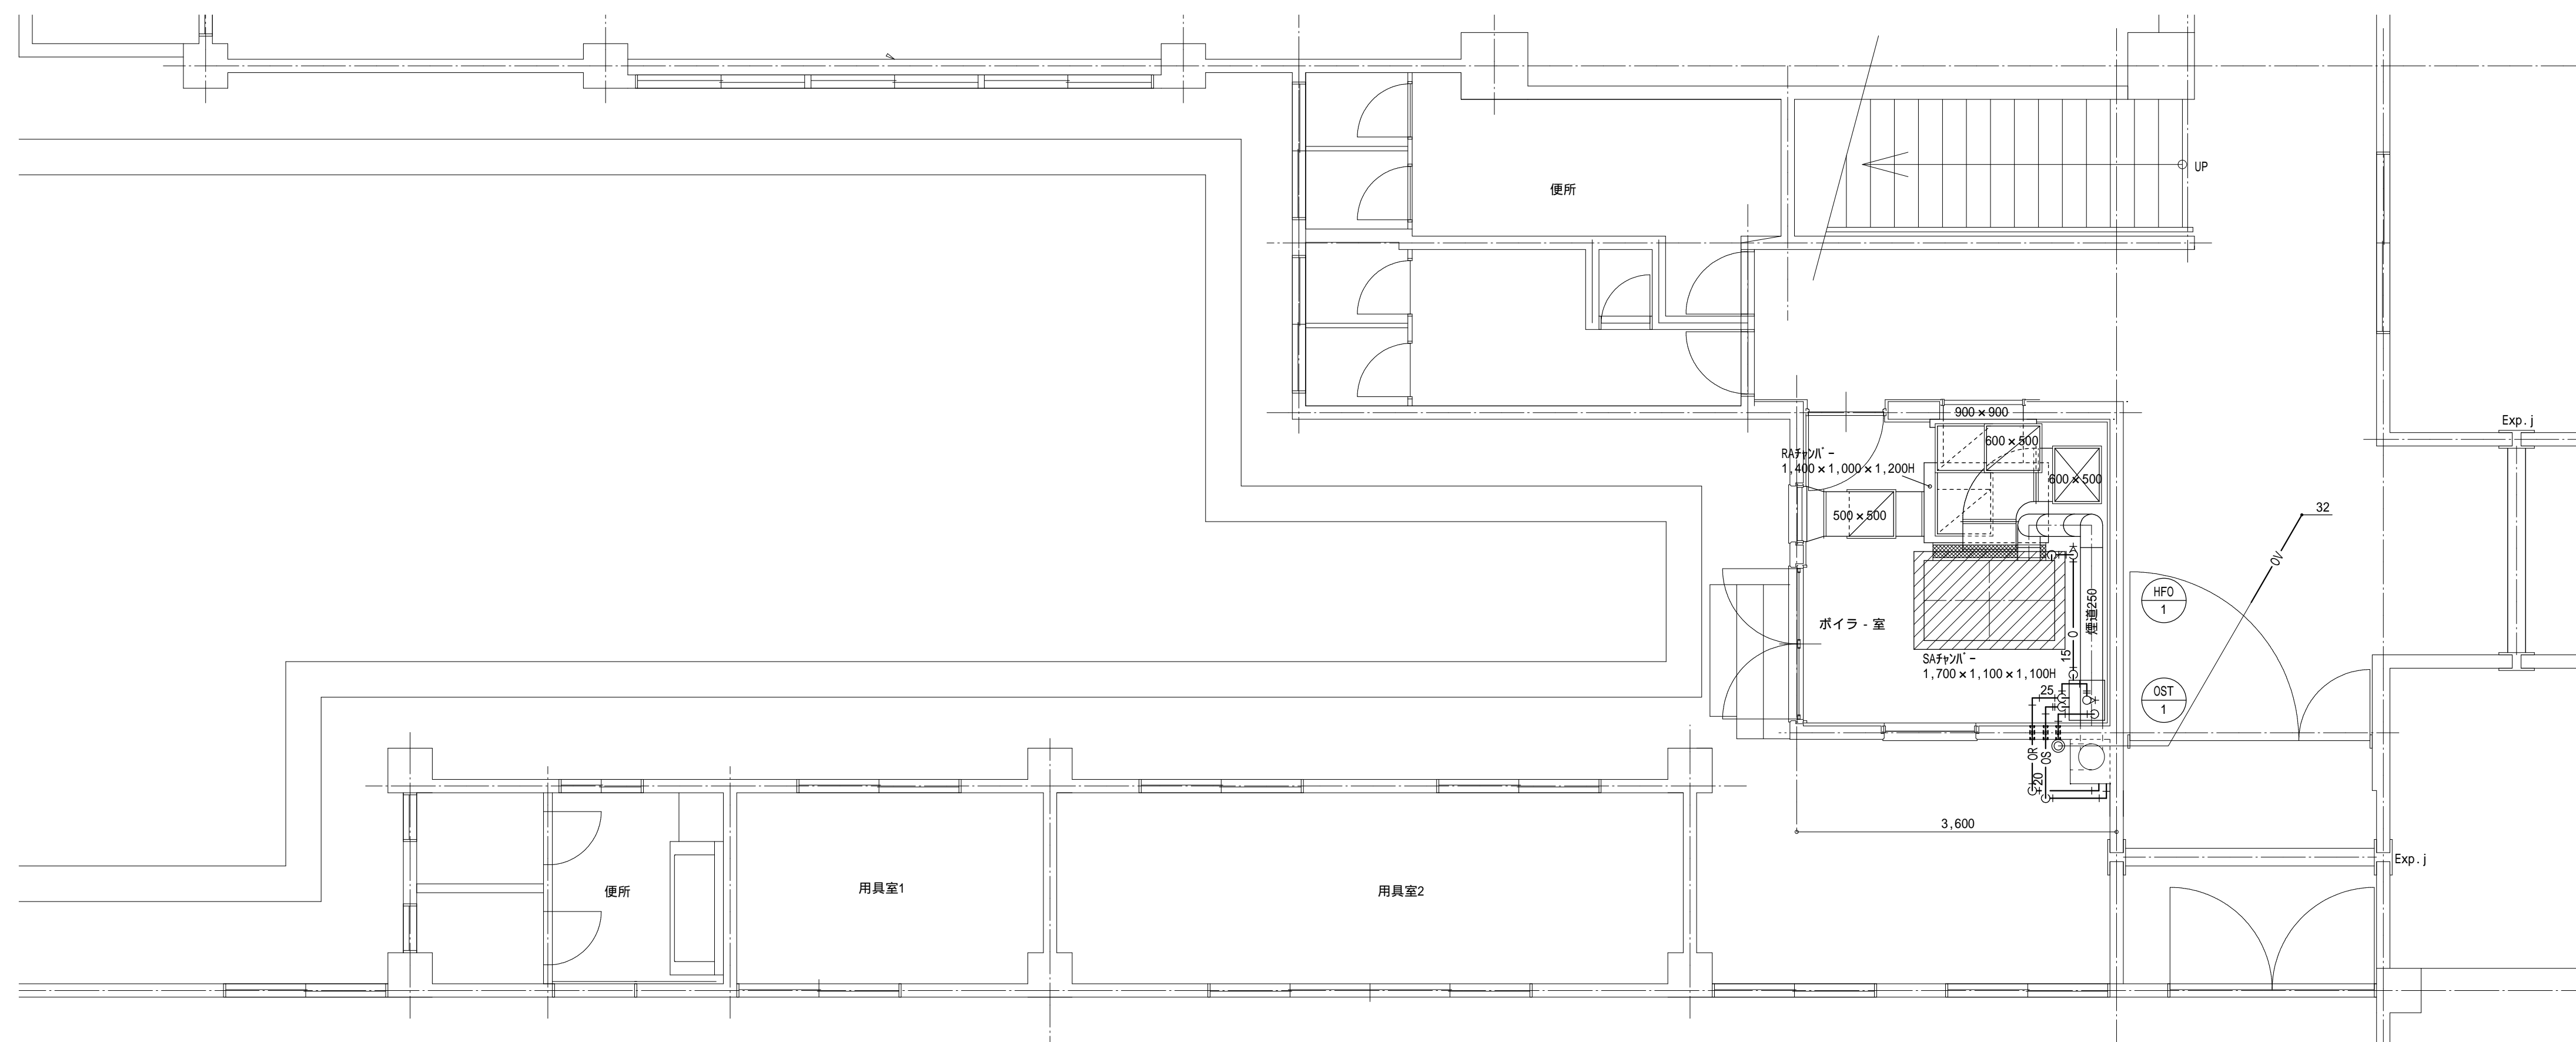 UP
便所
900×900
600×500
Exp.j
RAﾁｬﾝﾊﾞｰ
1,400×1,000×1,200H
600×500
500×500
32
OV
HFO
1
ボイラ-室
煙道250
O
15
SAﾁｬﾝﾊﾞｰ
1,700×1,100×1,100H
25
OST
1
OR
OS
20
3,600
Exp.j
便所
用具室1
用具室2